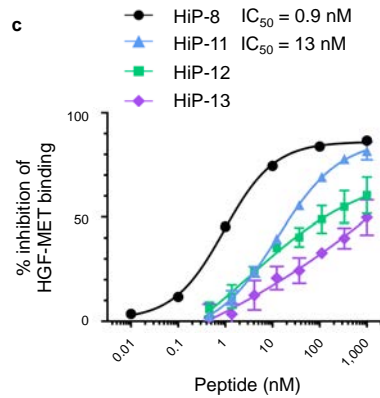 c
HiP-8 IC50 = 0.9 nM
HiP-11 IC50 = 13 nM
HiP-12
HiP-13
% inhibition of
HGF-MET binding
100
50
0
0.01 0.1 1 10 100 1,000
Peptide (nM)